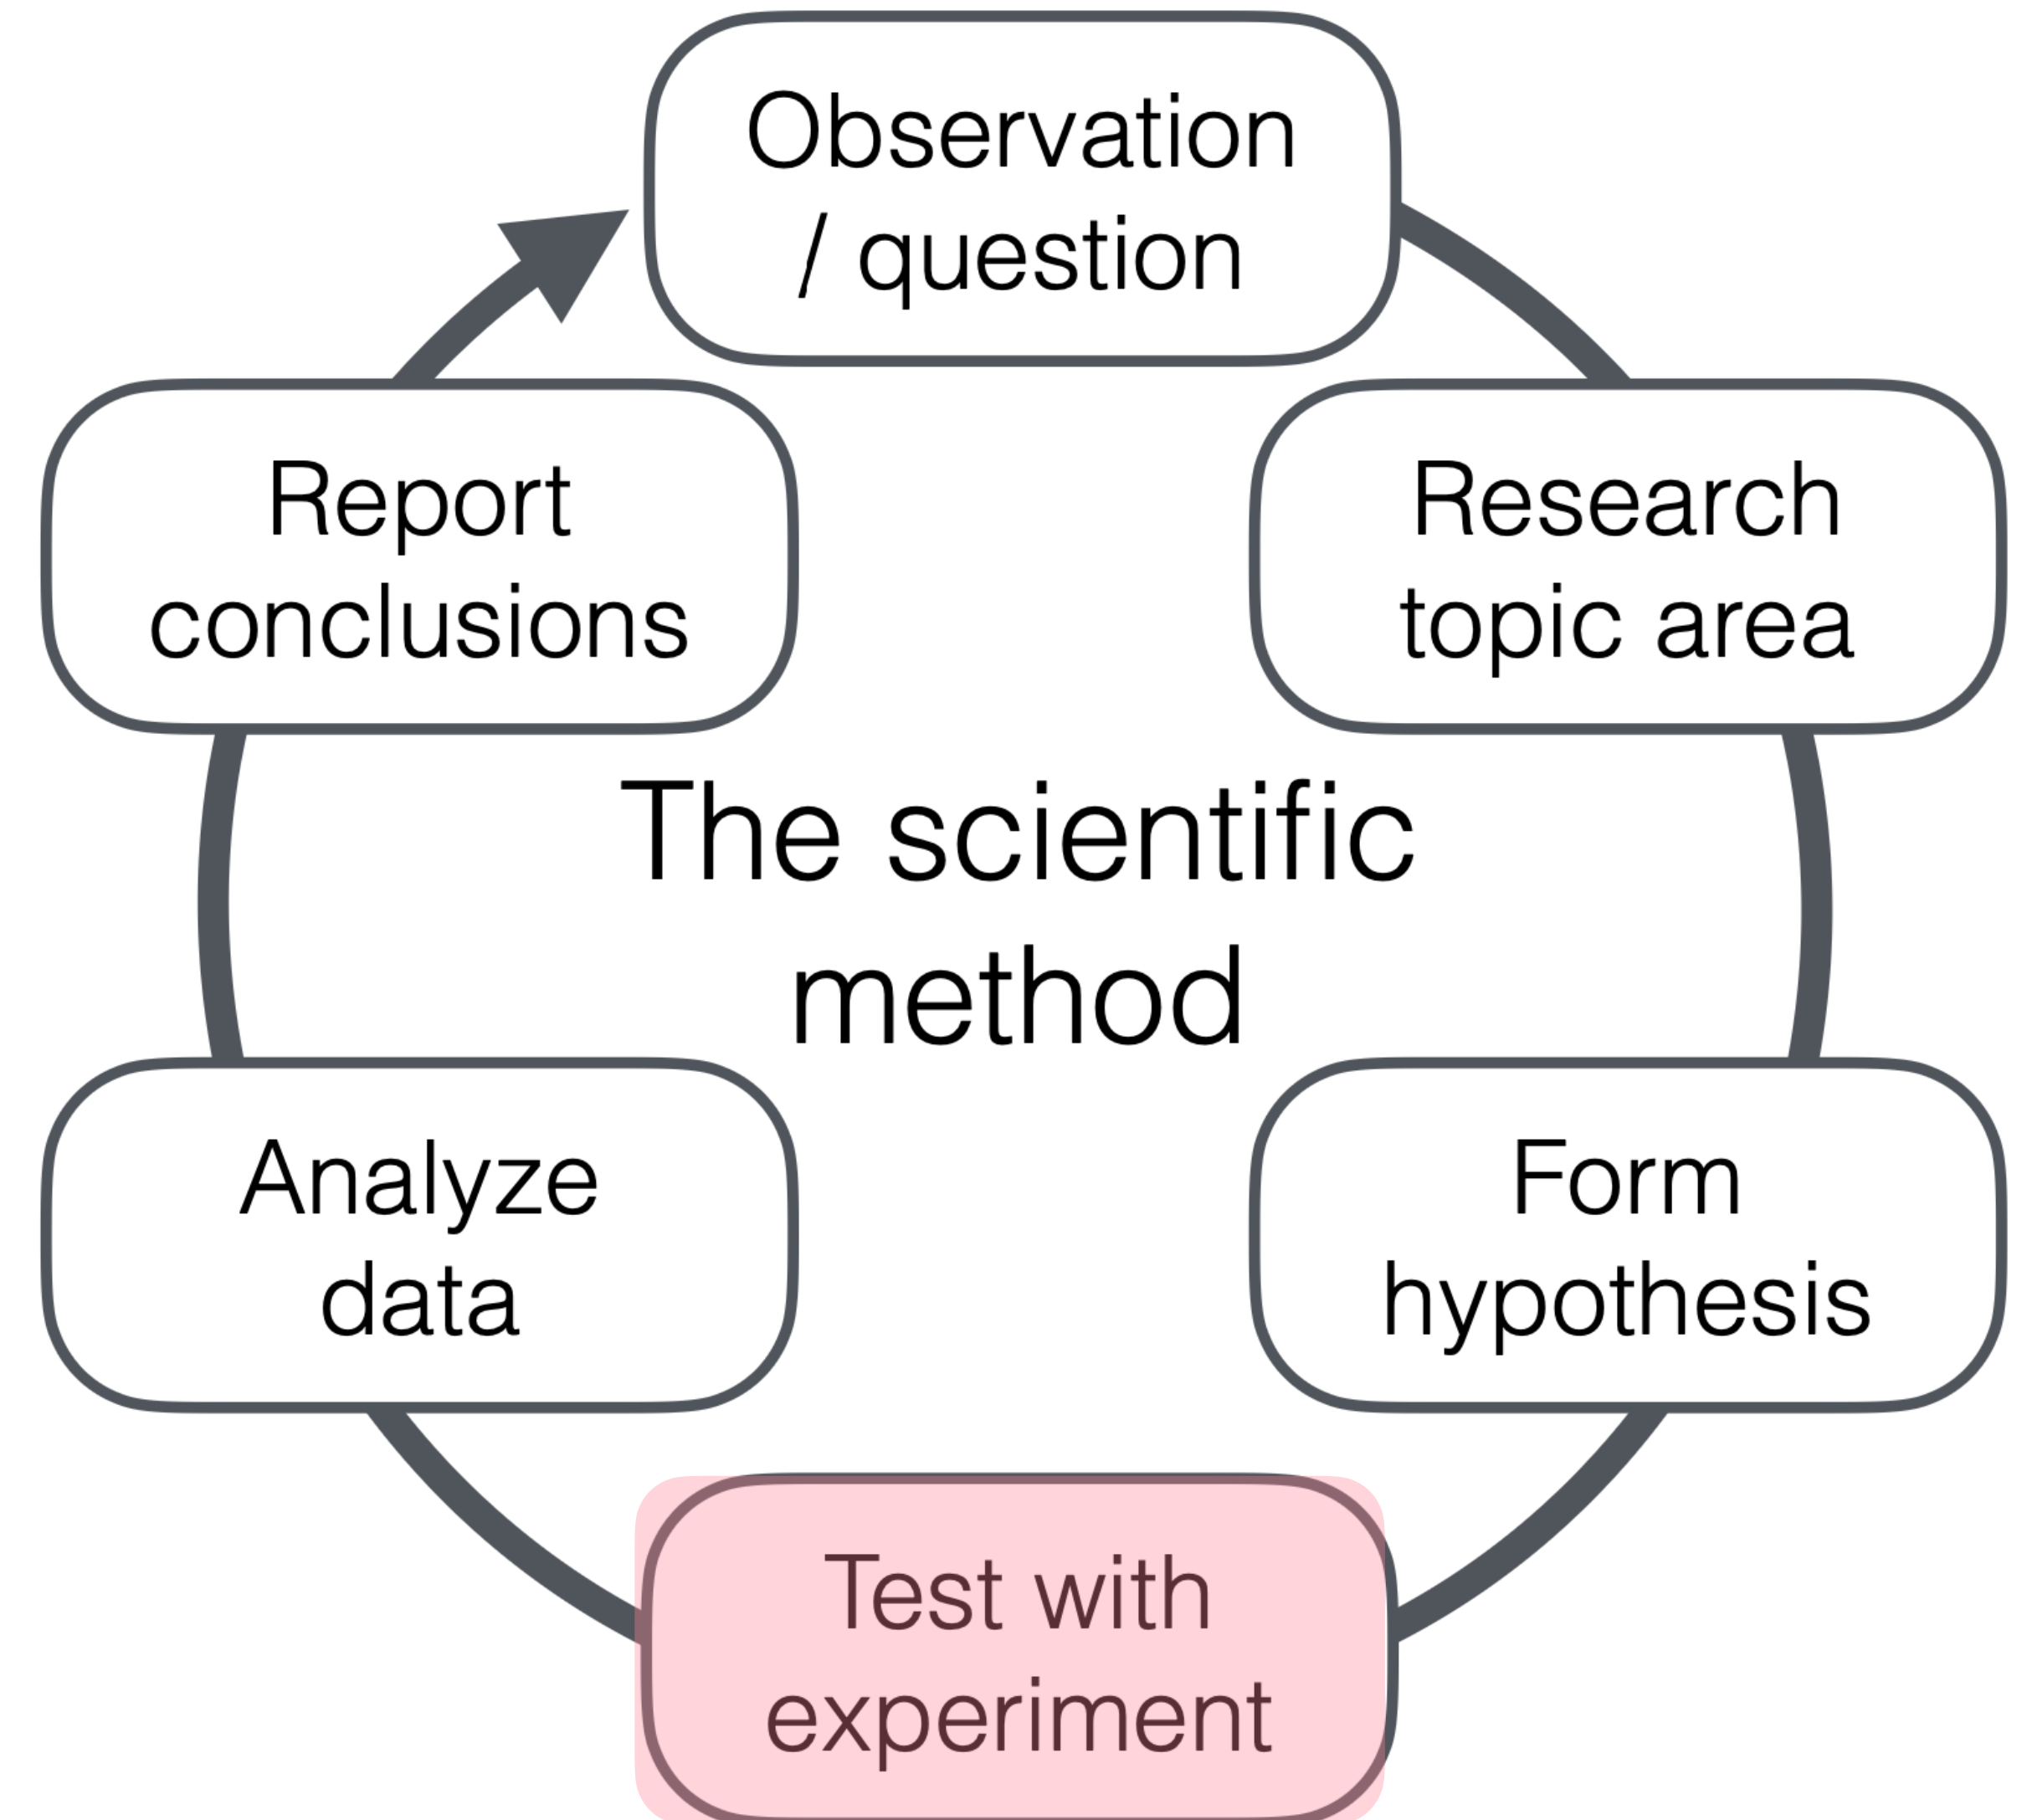 Observation
/ question
Research
topic area
Form
hypothesis
Test with
experiment
Analyze
data
Report
conclusions
The scientific
method